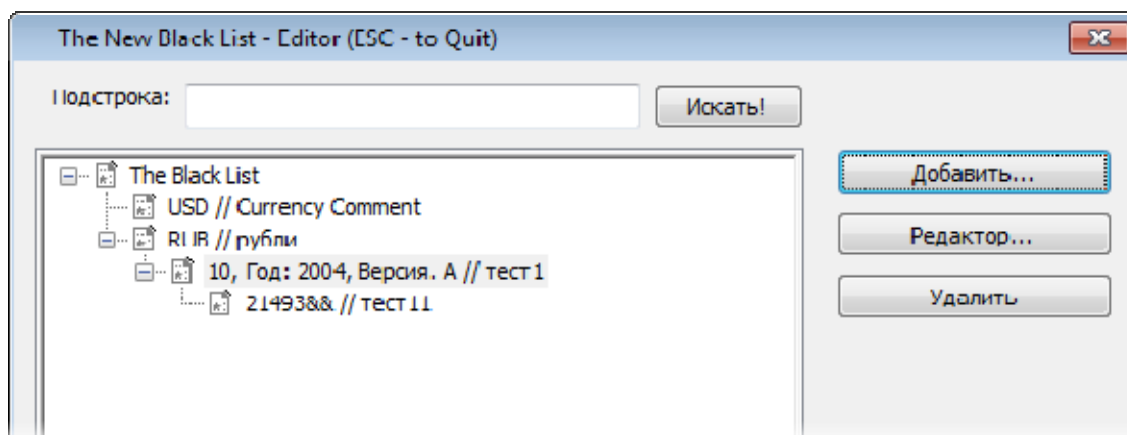 The New Black List - Editor (ESC - to Quit)
Подстрока:
Искать!
The Black List
USD // Currency Comment
RUB // рубли
10, Год: 2004, Версия: А // тест1
21493&& // тест11
Добавить...
Редактор...
Удалить